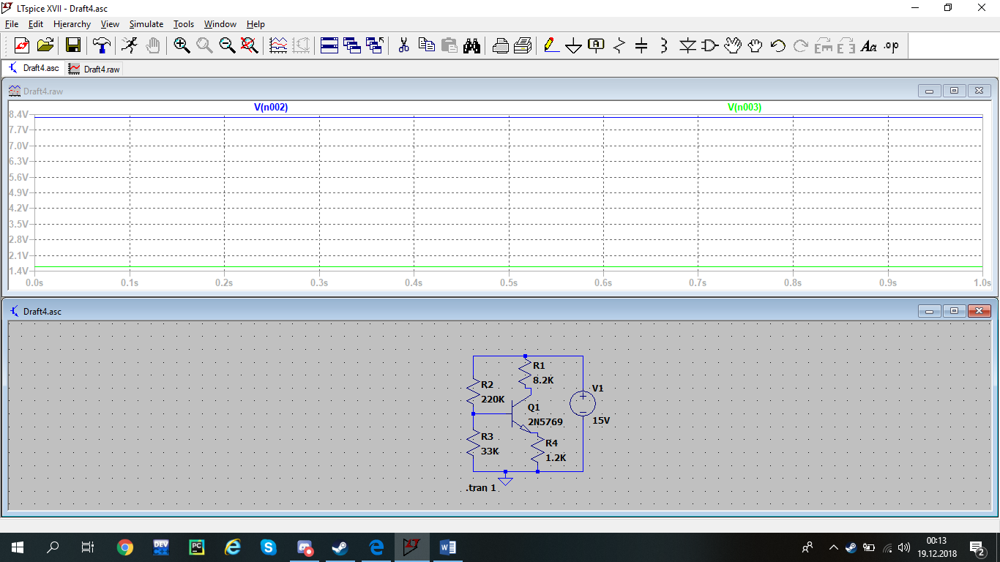 LTspice XVII - Draft4.asc
File Edit Hierarchy View Simulate Tools Window Help
Aa .op
Draft4.asc Draft4.raw
Draft4.raw
V(n002) V(n003)
8.4V
7.7V
7.0V
6.3V
5.6V
4.9V
4.2V
3.5V
2.8V
2.1V
1.4V
0.0s 0.1s 0.2s 0.3s 0.4s 0.5s 0.6s 0.7s 0.8s 0.9s 1.0s
Draft4.asc
R1
8.2K
R2
220K
V1
15V
Q1
2N5769
R3
33K
R4
1.2K
.tran 1
DEV
PC
00:13
19.12.2018
2